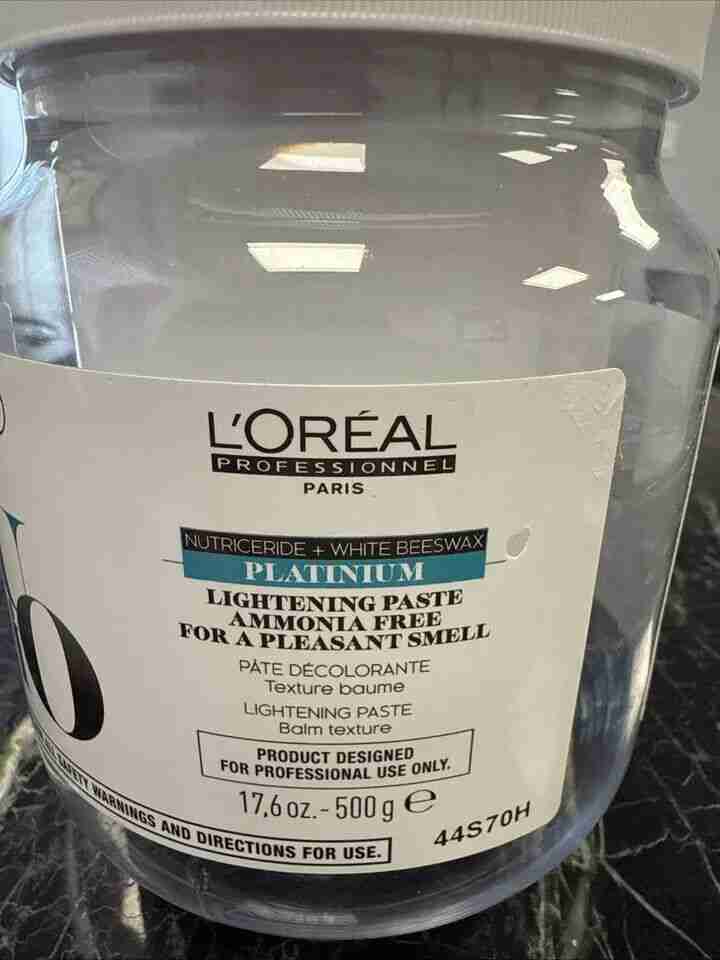 L'ORÉAL
PROFESSIONNEL
PARIS
NUTRICERIDE + WHITE BEESWAX
PLATINIUM
LIGHTENING PASTE
AMMONIA FREE
FOR A PLEASANT SMELL
PÂTE DÉCOLORANTE
Texture baume
LIGHTENING PASTE
Balm texture
PRODUCT DESIGNED
FOR PROFESSIONAL USE ONLY.
17,6 oz. - 500 g ℮
44S70H
SAFETY WARNINGS AND DIRECTIONS FOR USE.